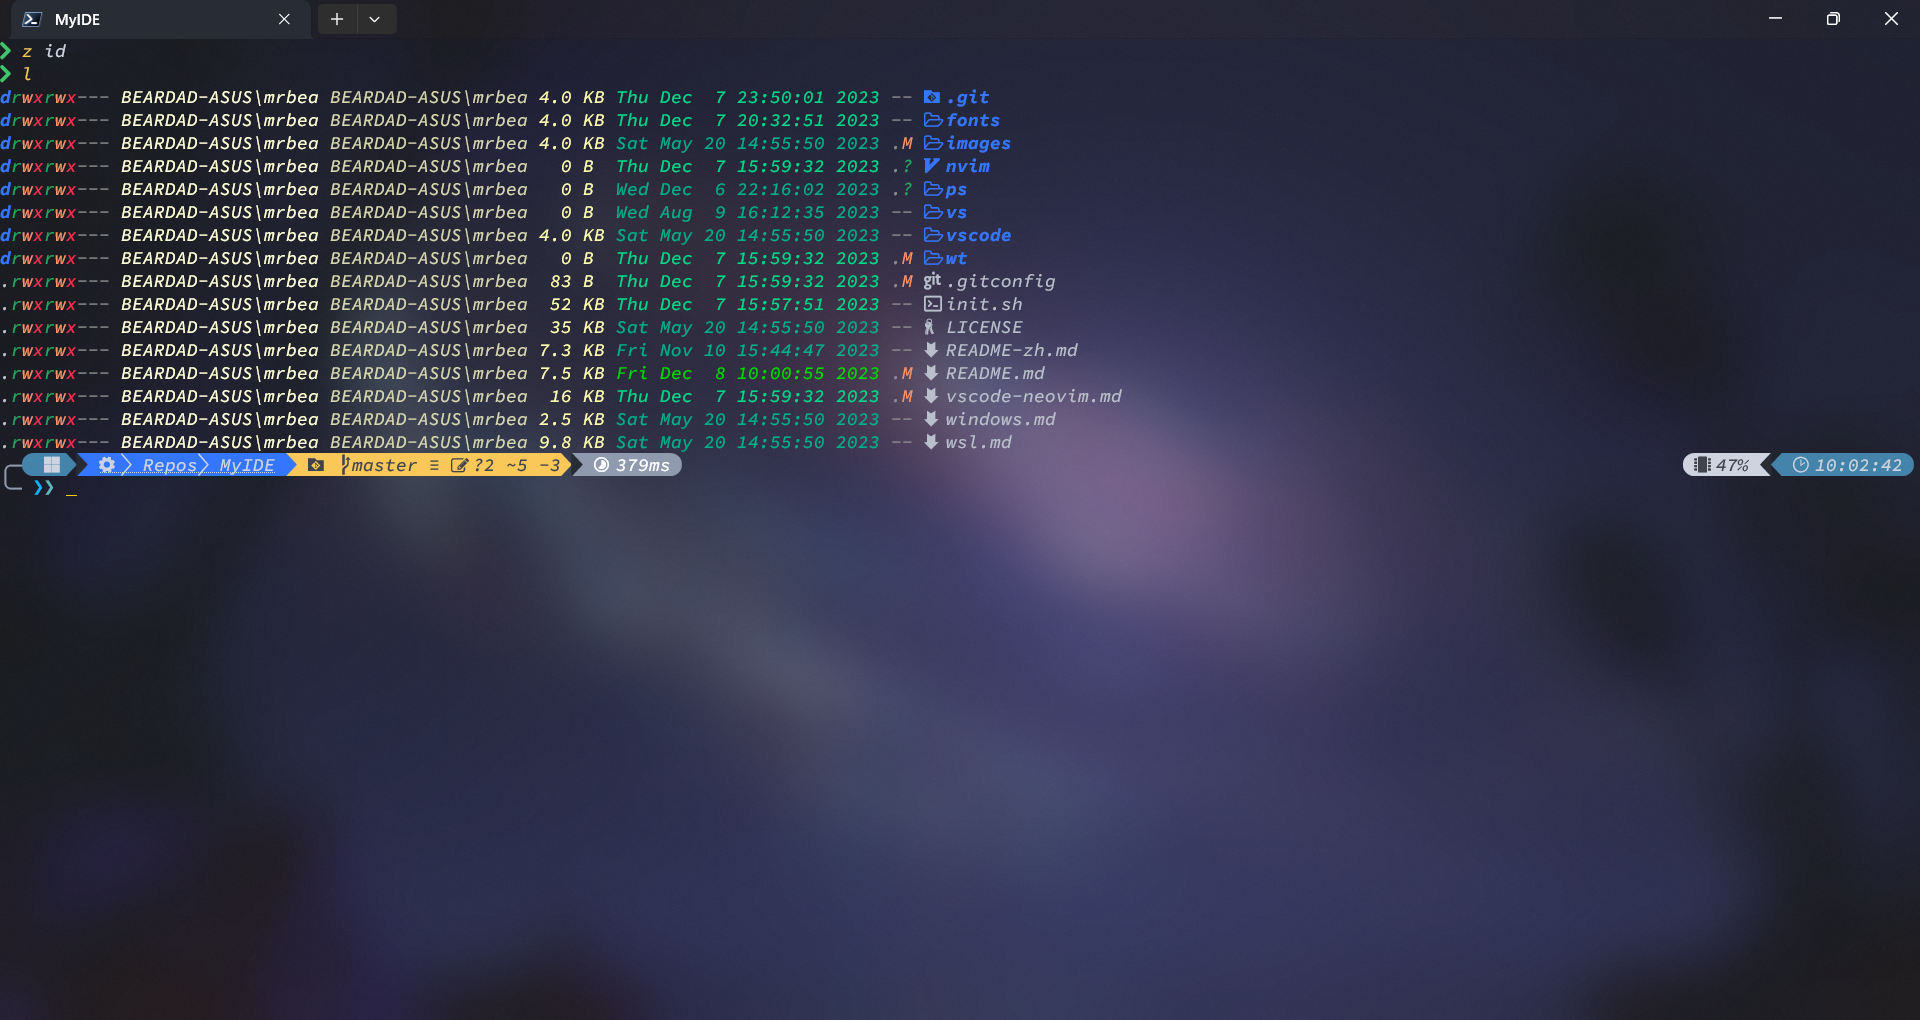 MyIDE
z id
l
drwxrwx--- BEARDAD-ASUS\mrbea BEARDAD-ASUS\mrbea 4.0 KB Thu Dec  7 23:50:01 2023 -- .git
drwxrwx--- BEARDAD-ASUS\mrbea BEARDAD-ASUS\mrbea 4.0 KB Thu Dec  7 20:32:51 2023 -- fonts
drwxrwx--- BEARDAD-ASUS\mrbea BEARDAD-ASUS\mrbea 4.0 KB Sat May 20 14:55:50 2023 .M images
drwxrwx--- BEARDAD-ASUS\mrbea BEARDAD-ASUS\mrbea   0 B  Thu Dec  7 15:59:32 2023 .? nvim
drwxrwx--- BEARDAD-ASUS\mrbea BEARDAD-ASUS\mrbea   0 B  Wed Dec  6 22:16:02 2023 .? ps
drwxrwx--- BEARDAD-ASUS\mrbea BEARDAD-ASUS\mrbea   0 B  Wed Aug  9 16:12:35 2023 -- vs
drwxrwx--- BEARDAD-ASUS\mrbea BEARDAD-ASUS\mrbea 4.0 KB Sat May 20 14:55:50 2023 -- vscode
drwxrwx--- BEARDAD-ASUS\mrbea BEARDAD-ASUS\mrbea   0 B  Thu Dec  7 15:59:32 2023 .M wt
.rwxrwx--- BEARDAD-ASUS\mrbea BEARDAD-ASUS\mrbea  83 B  Thu Dec  7 15:59:32 2023 .M git .gitconfig
.rwxrwx--- BEARDAD-ASUS\mrbea BEARDAD-ASUS\mrbea  52 KB Thu Dec  7 15:57:51 2023 -- init.sh
.rwxrwx--- BEARDAD-ASUS\mrbea BEARDAD-ASUS\mrbea  35 KB Sat May 20 14:55:50 2023 -- LICENSE
.rwxrwx--- BEARDAD-ASUS\mrbea BEARDAD-ASUS\mrbea 7.3 KB Fri Nov 10 15:44:47 2023 -- README-zh.md
.rwxrwx--- BEARDAD-ASUS\mrbea BEARDAD-ASUS\mrbea 7.5 KB Fri Dec  8 10:00:55 2023 .M README.md
.rwxrwx--- BEARDAD-ASUS\mrbea BEARDAD-ASUS\mrbea  16 KB Thu Dec  7 15:59:32 2023 .M vscode-neovim.md
.rwxrwx--- BEARDAD-ASUS\mrbea BEARDAD-ASUS\mrbea 2.5 KB Sat May 20 14:55:50 2023 -- windows.md
.rwxrwx--- BEARDAD-ASUS\mrbea BEARDAD-ASUS\mrbea 9.8 KB Sat May 20 14:55:50 2023 -- wsl.md
Repos MyIDE master ≡ ?2 ~5 -3 379ms 47% 10:02:42
❯❯ _